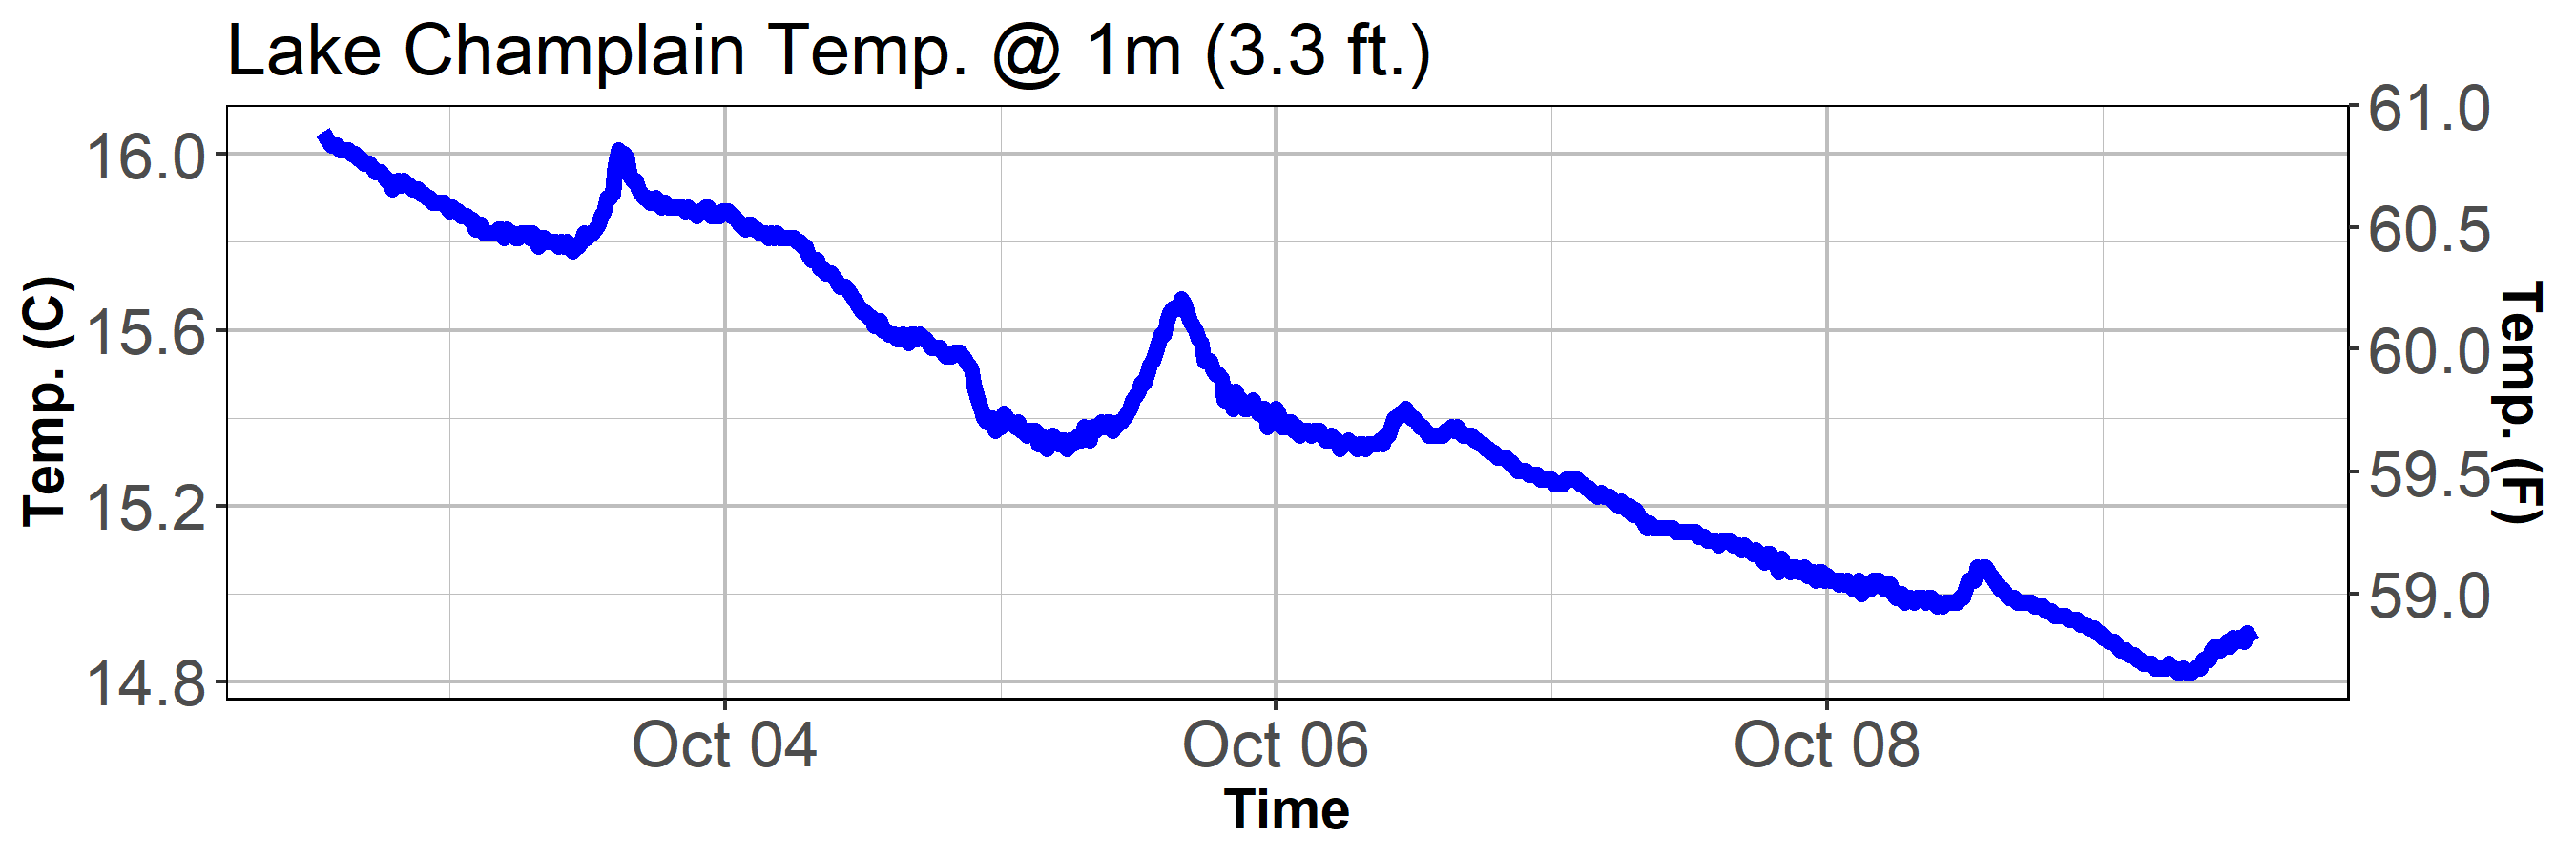 Lake Champlain Temp. @ 1m (3.3 ft.)
61.0
16.0
60.5
15.6
60.0
15.2
59.5
59.0
14.8
Temp. (C)
Temp. (F)
Oct 04 Oct 06 Oct 08
Time